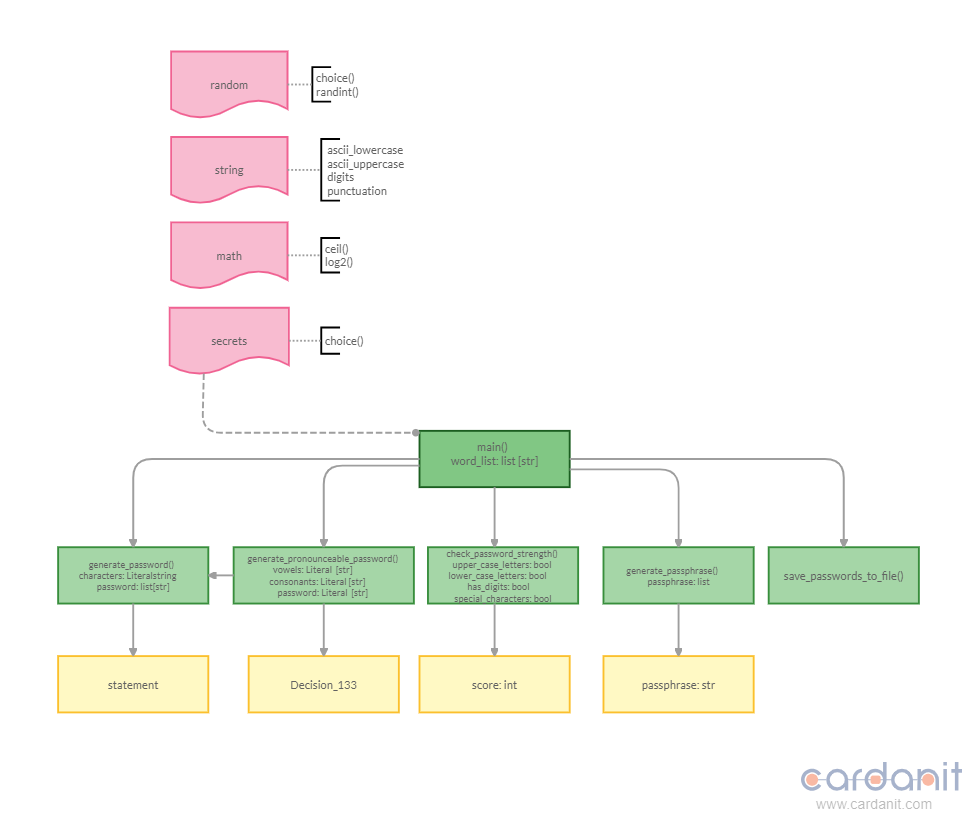 random
choice()
randint()
string
ascii_lowercase
ascii_uppercase
digits
punctuation
math
ceil()
log2()
secrets
choice()
main()
word_list: list [str]
generate_password()
characters: Literalstring
password: list[str]
generate_pronounceable_password()
vowels: Literal [str]
consonants: Literal [str]
password: Literal [str]
check_password_strength()
upper_case_letters: bool
lower_case_letters: bool
has_digits: bool
special_characters: bool
generate_passphrase()
passphrase: list
save_passwords_to_file()
statement
Decision_133
score: int
passphrase: str
cardanit
www.cardanit.com